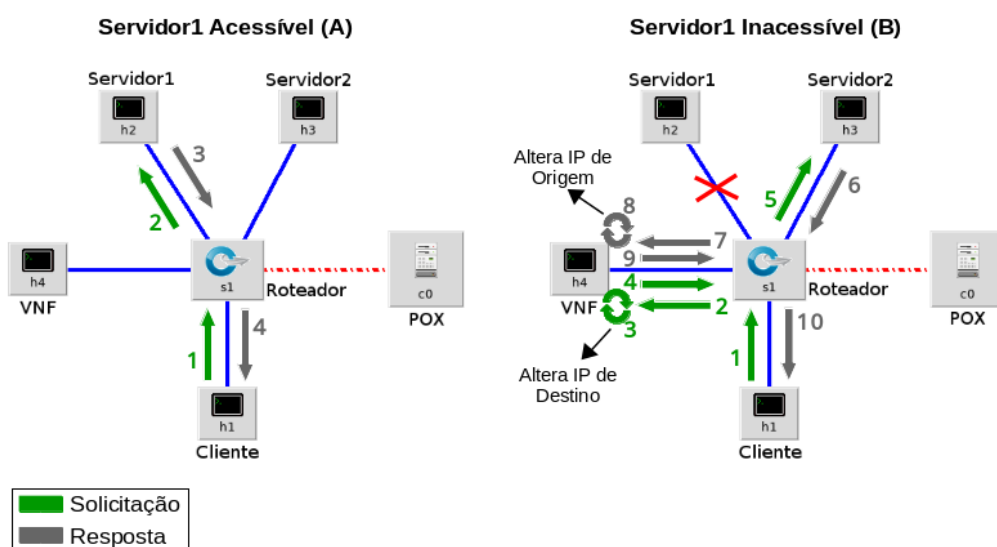 Servidor1 Acessível (A)
Servidor1
Servidor2
h2
h3
3
2
h4
VNF
s1
Roteador
c0
POX
1
4
h1
Cliente
Servidor1 Inacessível (B)
Servidor1
Servidor2
h2
h3
Altera IP de
Origem
5
6
8
7
9
h4
VNF
4
2
3
s1
Roteador
c0
POX
Altera IP de
Destino
1
10
h1
Cliente
Solicitação
Resposta